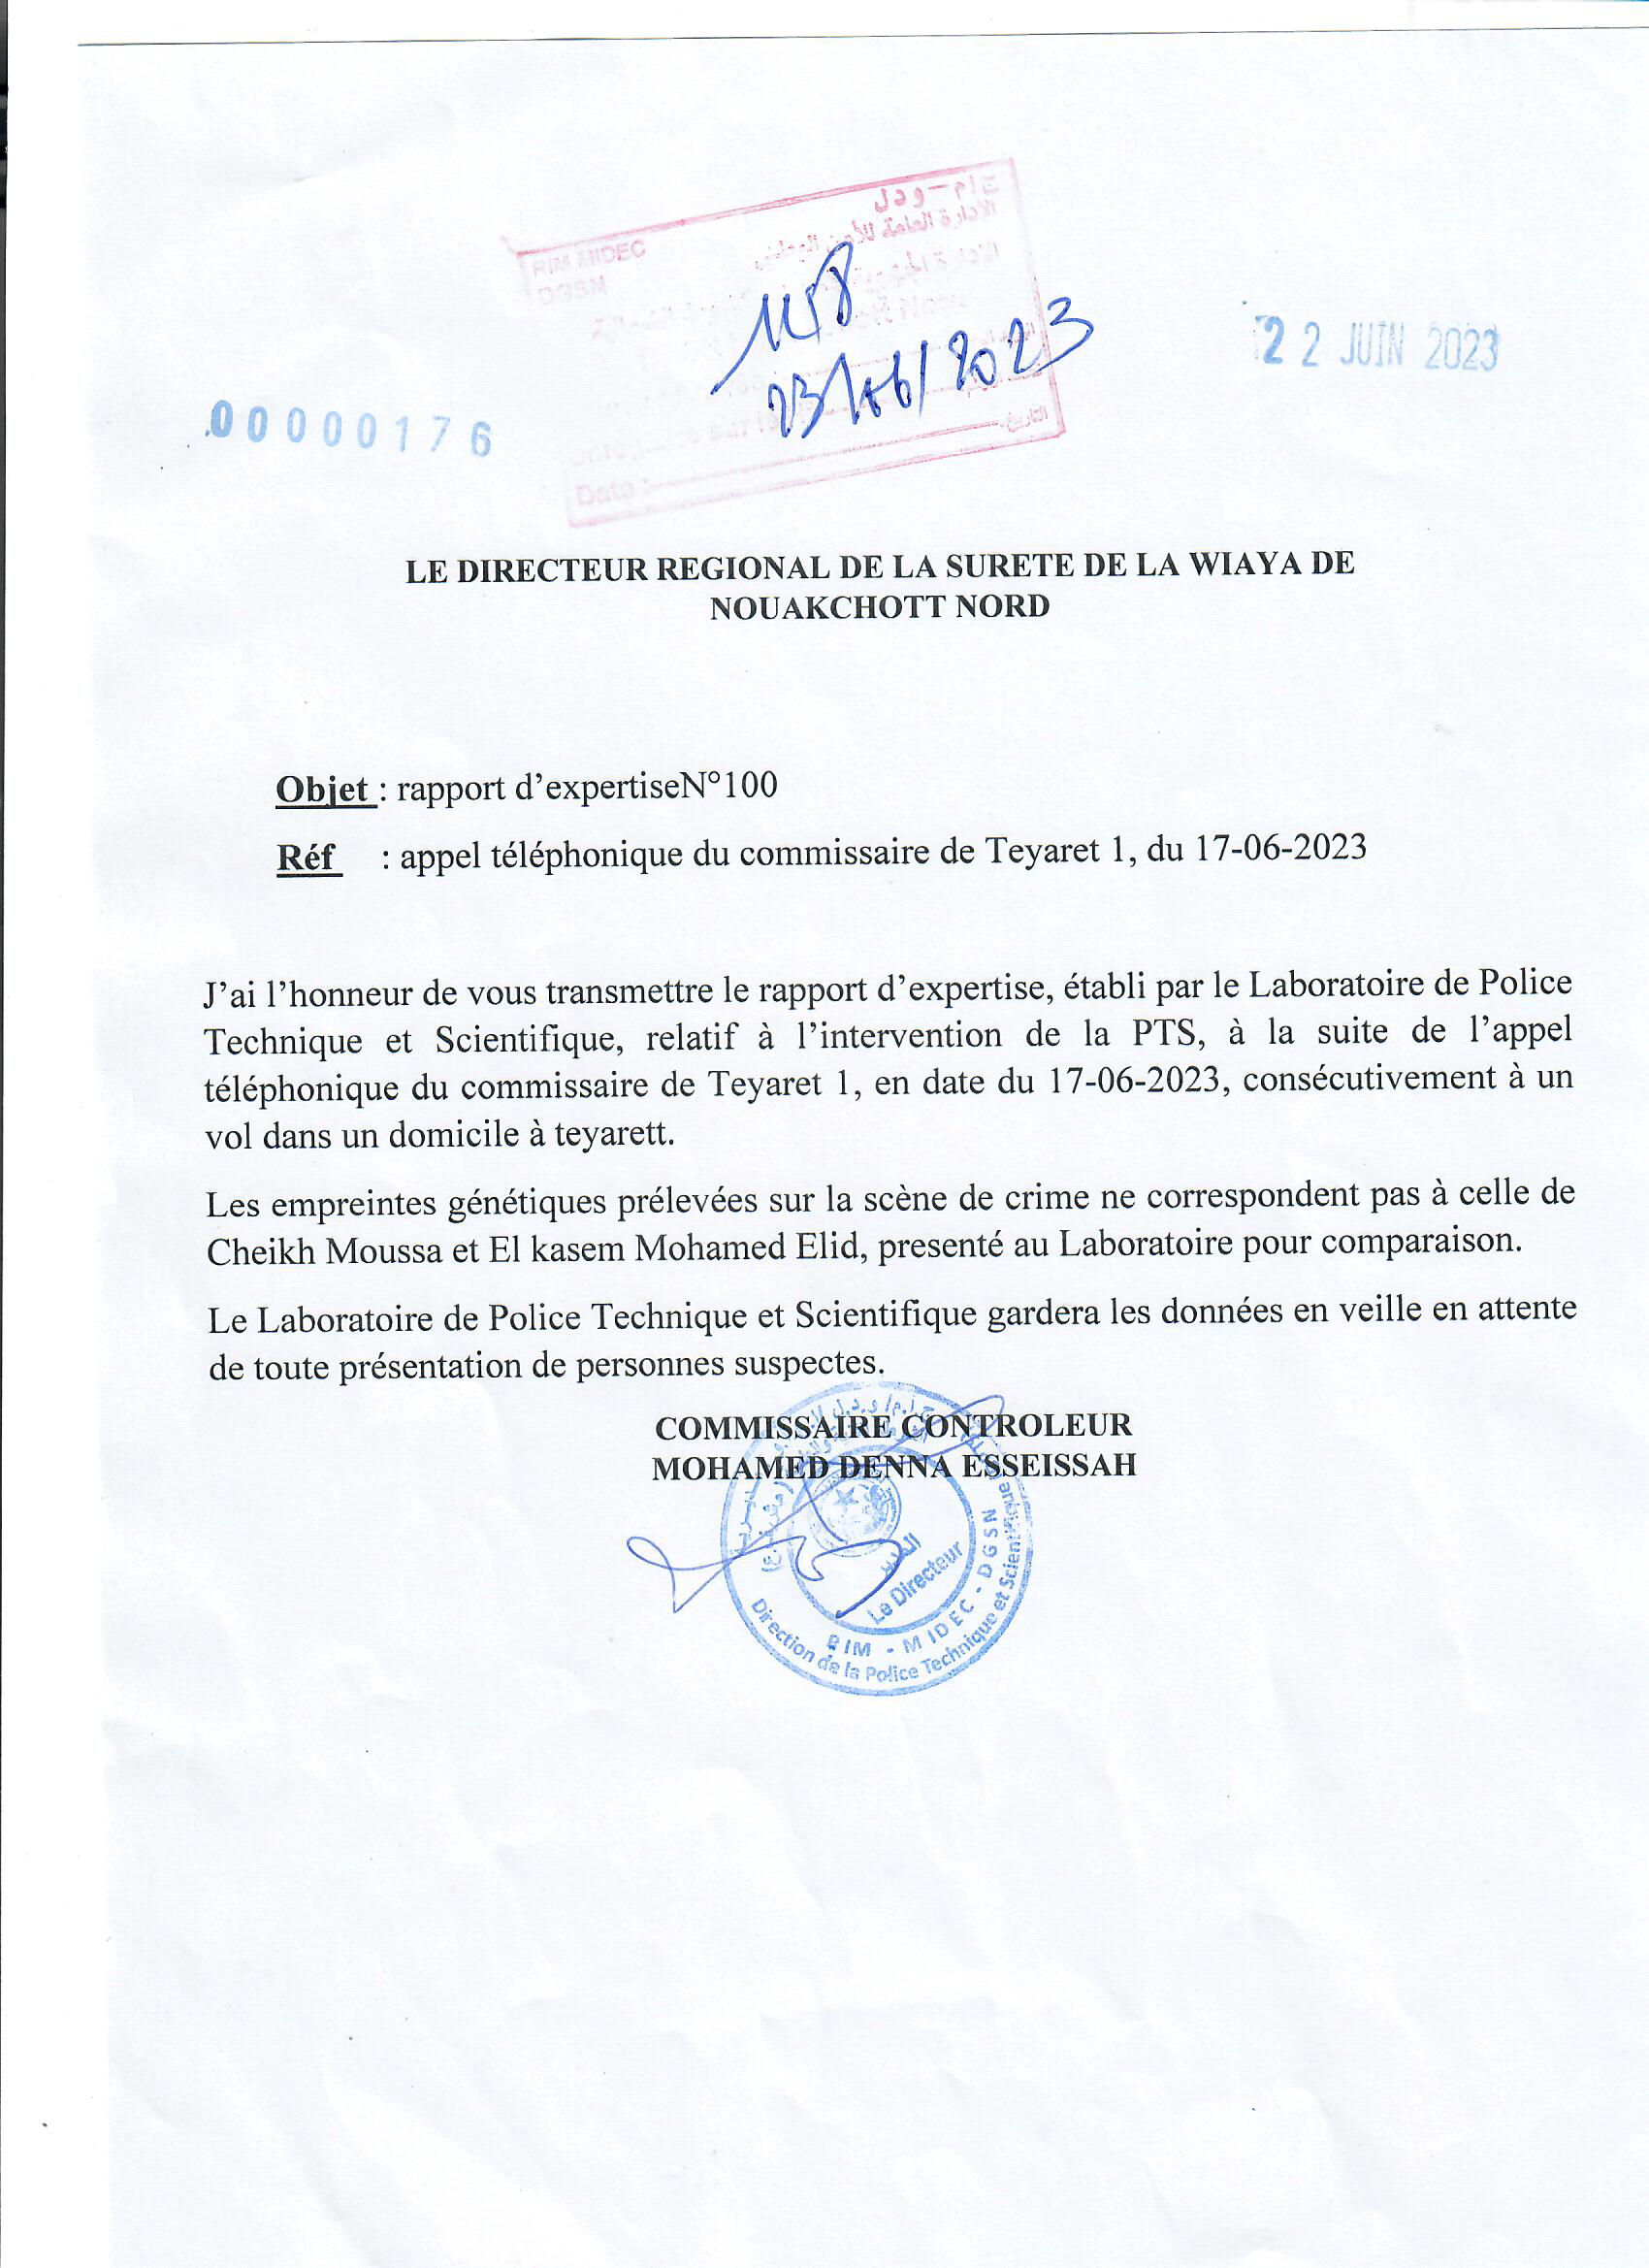 RIM MIDEC
DGSN
1158
23/06/2023
Date :
التاريخ
22 JUIN 2023
00000176
LE DIRECTEUR REGIONAL DE LA SURETE DE LA WIAYA DE
NOUAKCHOTT NORD
Objet : rapport d’expertiseN°100
Réf : appel téléphonique du commissaire de Teyaret 1, du 17-06-2023
J’ai l’honneur de vous transmettre le rapport d’expertise, établi par le Laboratoire de Police
Technique et Scientifique, relatif à l’intervention de la PTS, à la suite de l’appel
téléphonique du commissaire de Teyaret 1, en date du 17-06-2023, consécutivement à un
vol dans un domicile à teyarett.
Les empreintes génétiques prélevées sur la scène de crime ne correspondent pas à celle de
Cheikh Moussa et El kasem Mohamed Elid, presenté au Laboratoire pour comparaison.
Le Laboratoire de Police Technique et Scientifique gardera les données en veille en attente
de toute présentation de personnes suspectes.
COMMISSAIRE CONTROLEUR
MOHAMED DENNA ESSEISSAH
المدير
Le Directeur
RIM - MIDEC - DGSN
Direction de la Police Technique et Scientifique